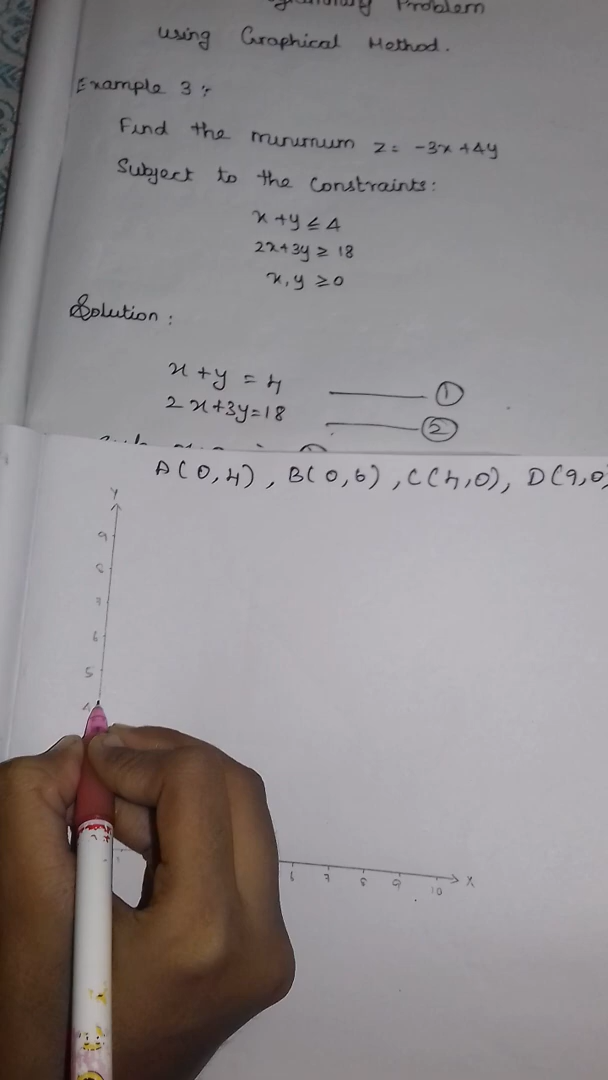 Problem
using Graphical Method.
Example 3:
Find the minimum Z = -3x + 4y
Subject to the constraints:
x + y ≤ 4
2x + 3y ≥ 18
x, y ≥ 0
Solution:
x + y = 4 ——— ①
2x + 3y = 18 ——— ②
A(0,4), B(0,6), C(4,0), D(9,0)
Y
9
8
7
6
5
4
6 7 8 9 10 X